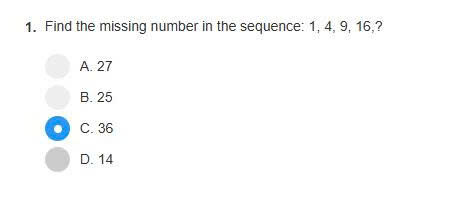 1. Find the missing number in the sequence: 1, 4, 9, 16,?
A. 27
B. 25
C. 36
D. 14